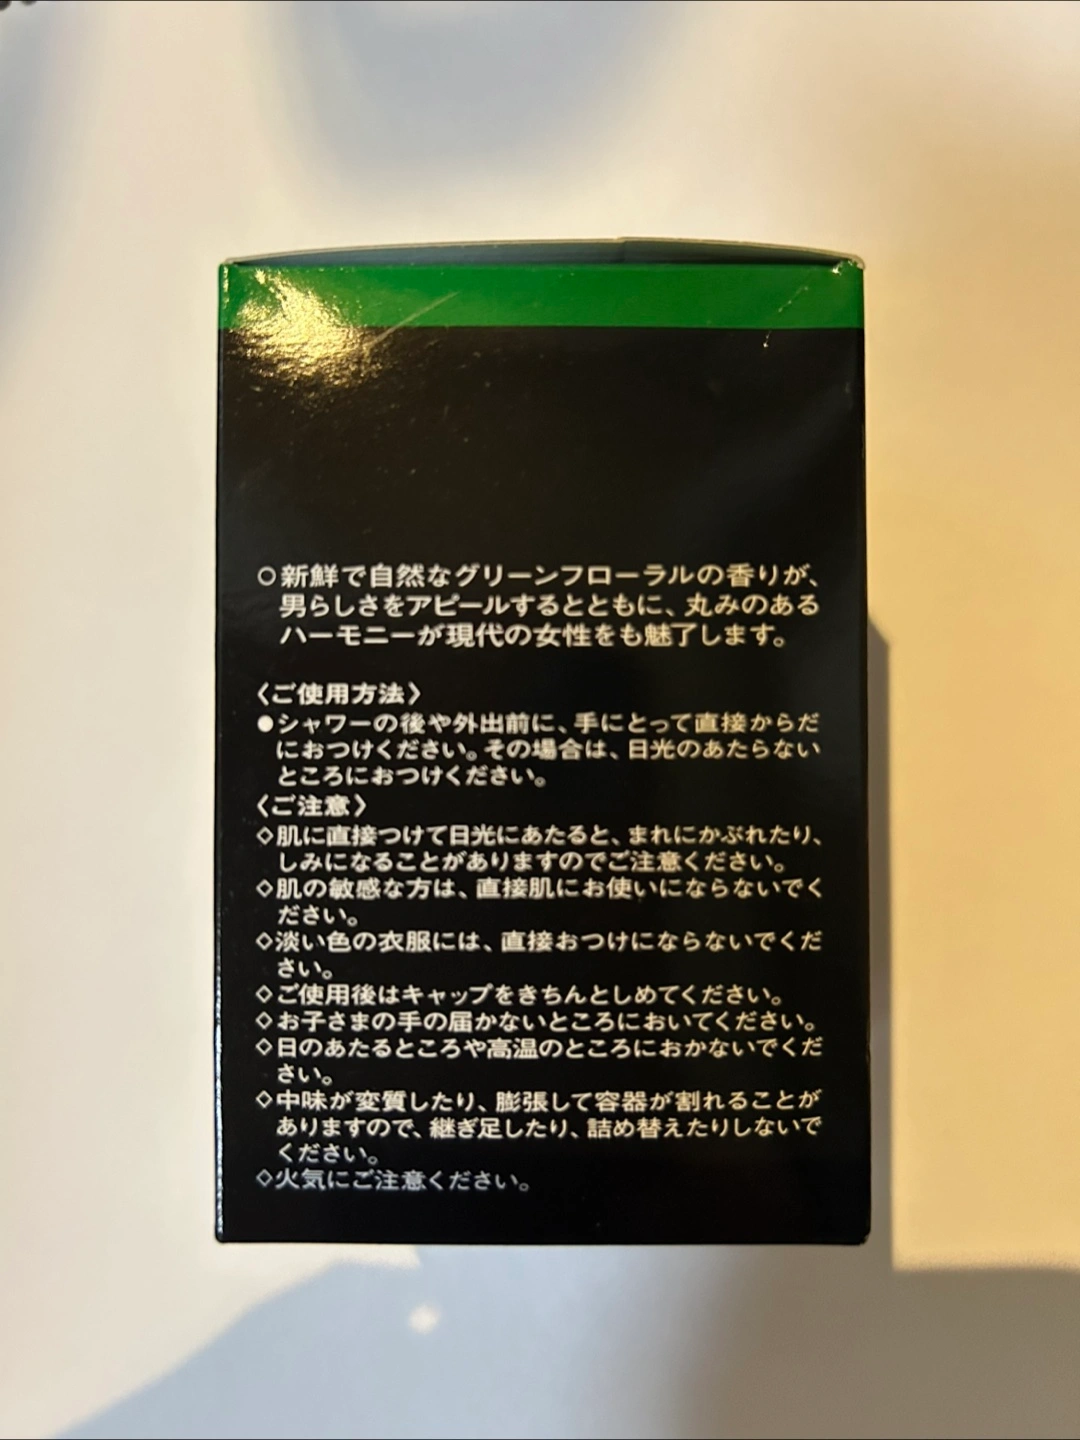 ○新鮮で自然なグリーンフローラルの香りが、
男らしさをアピールするとともに、丸みのある
ハーモニーが現代の女性をも魅了します。
〈ご使用方法〉
●シャワーの後や外出前に、手にとって直接からだ
におつけください。その場合は、日光のあたらない
ところにおつけください。
〈ご注意〉
◇肌に直接つけて日光にあたると、まれにかぶれたり、
しみになることがありますのでご注意ください。
◇肌の敏感な方は、直接肌にお使いにならないでく
ださい。
◇淡い色の衣服には、直接おつけにならないでくだ
さい。
◇ご使用後はキャップをきちんとしめてください。
◇お子さまの手の届かないところにおいてください。
◇日のあたるところや高温のところにおかないでくだ
さい。
◇中味が変質したり、膨張して容器が割れることが
ありますので、継ぎ足したり、詰め替えたりしないで
ください。
◇火気にご注意ください。